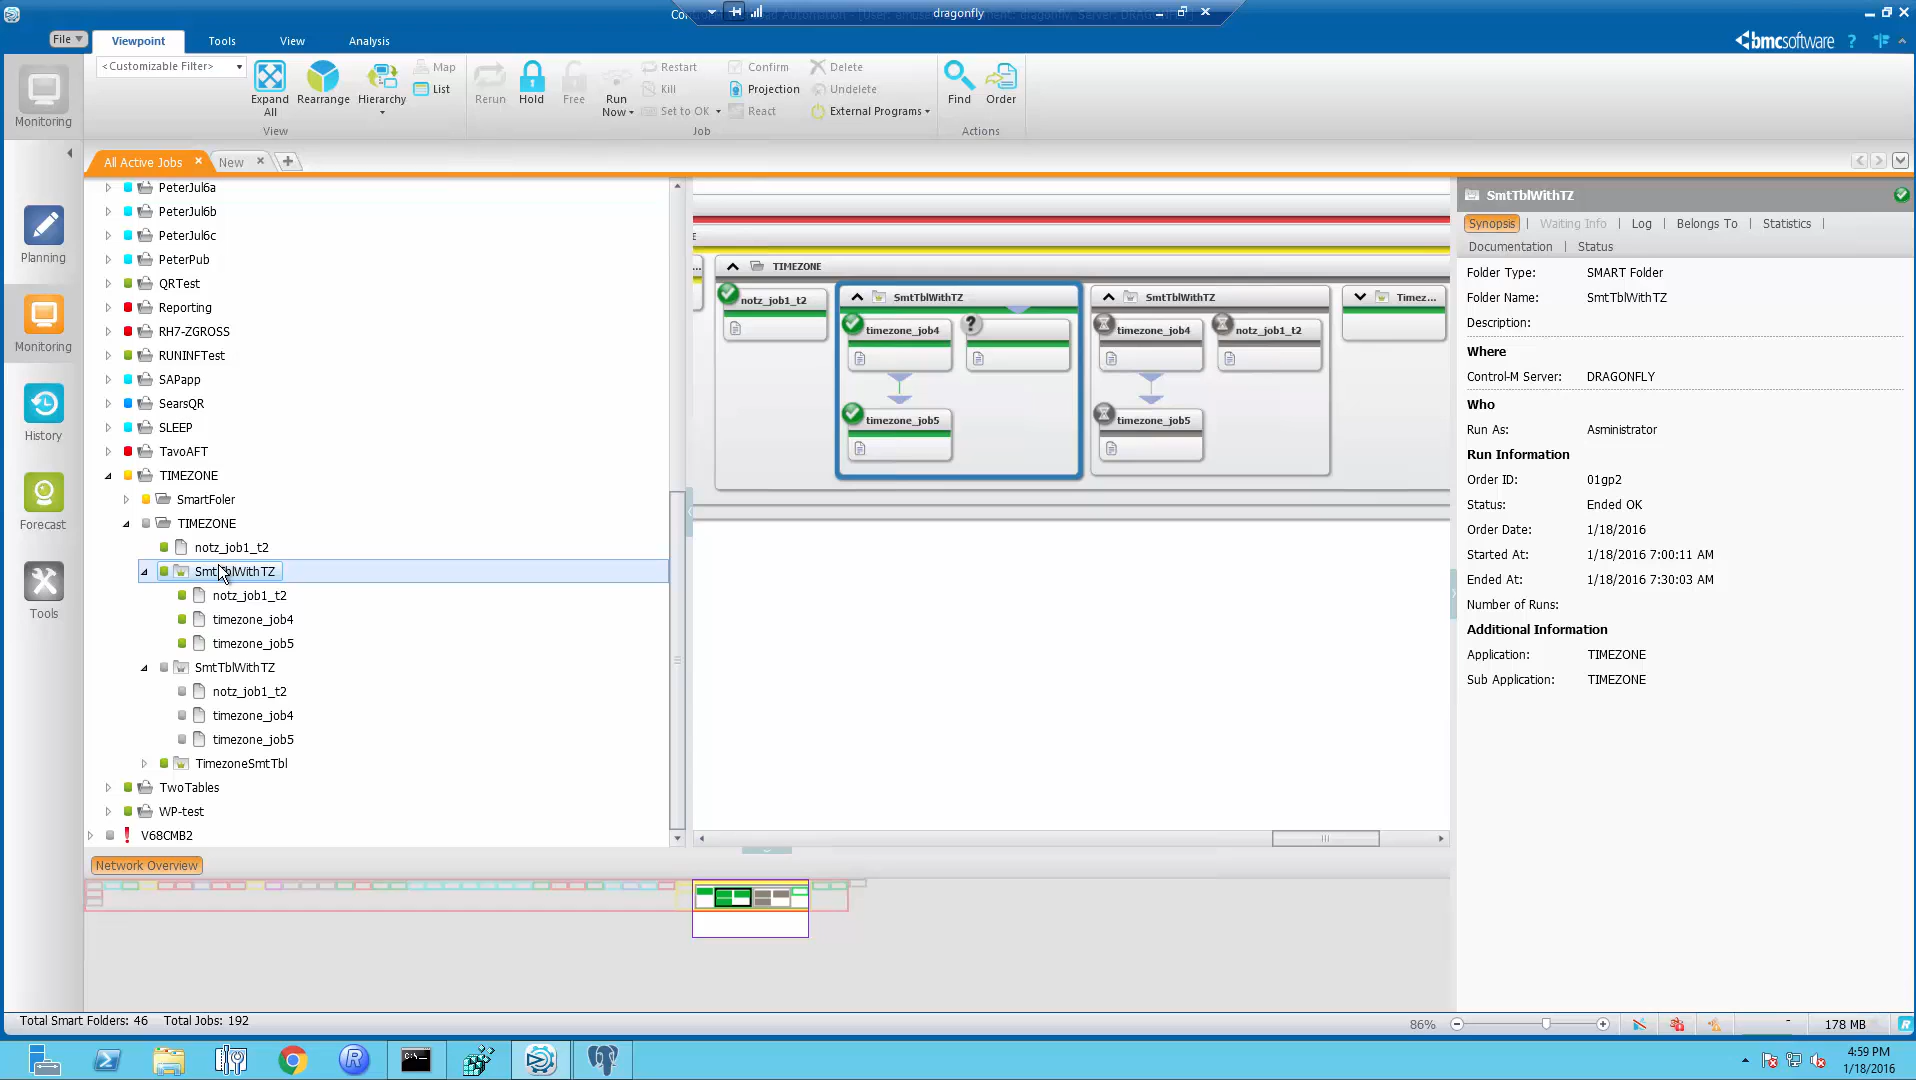 dragonfly
File
Viewpoint
Tools
View
Analysis
bmcsoftware
?
<Customizable Filter>
Expand All
Rearrange
Hierarchy
Map
List
View
Rerun
Hold
Free
Run Now
Restart
Kill
Set to OK
Confirm
Projection
React
Delete
Undelete
External Programs
Job
Find
Order
Actions
Monitoring
Planning
Monitoring
History
Forecast
Tools
All Active Jobs
New
PeterJul6a
PeterJul6b
PeterJul6c
PeterPub
QRTest
Reporting
RH7-ZGROSS
RUNINFTest
SAPapp
SearsQR
SLEEP
TavoAFT
TIMEZONE
SmartFoler
TIMEZONE
notz_job1_t2
SmtTblWithTZ
notz_job1_t2
timezone_job4
timezone_job5
SmtTblWithTZ
notz_job1_t2
timezone_job4
timezone_job5
TimezoneSmtTbl
TwoTables
WP-test
V68CMB2
TIMEZONE
notz_job1_t2
SmtTblWithTZ
timezone_job4
?
timezone_job5
SmtTblWithTZ
timezone_job4
notz_job1_t2
timezone_job5
Timez...
SmtTblWithTZ
Synopsis | Waiting Info | Log | Belongs To | Statistics |
Documentation | Status
Folder Type: SMART Folder
Folder Name: SmtTblWithTZ
Description:
Where
Control-M Server: DRAGONFLY
Who
Run As: Asministrator
Run Information
Order ID: 01gp2
Status: Ended OK
Order Date: 1/18/2016
Started At: 1/18/2016 7:00:11 AM
Ended At: 1/18/2016 7:30:03 AM
Number of Runs:
Additional Information
Application: TIMEZONE
Sub Application: TIMEZONE
Network Overview
Total Smart Folders: 46 Total Jobs: 192
86%
178 MB
4:59 PM
1/18/2016